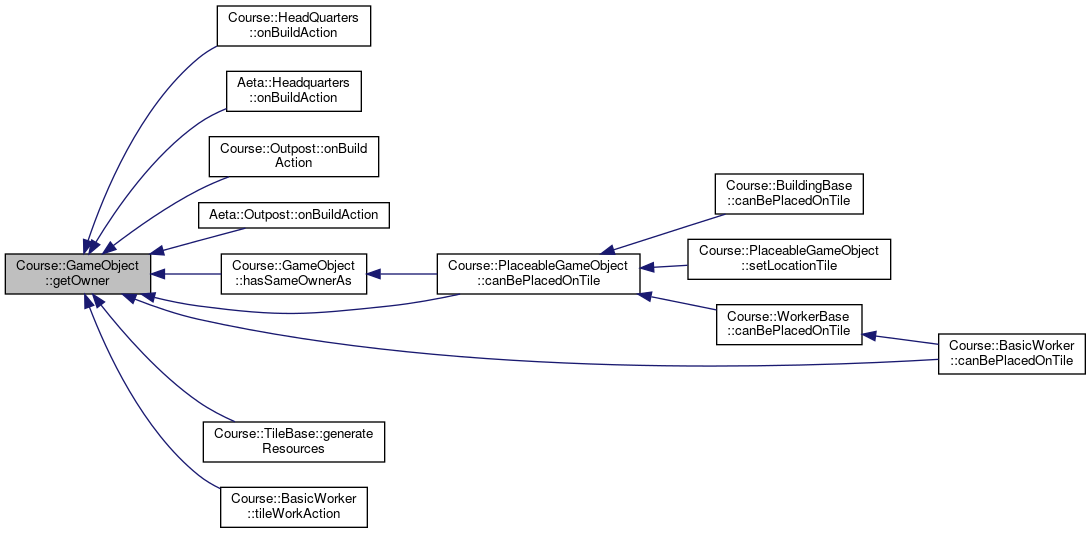 Course::HeadQuarters
::onBuildAction
Aeta::Headquarters
::onBuildAction
Course::Outpost::onBuild
Action
Aeta::Outpost::onBuildAction
Course::GameObject
::getOwner
Course::GameObject
::hasSameOwnerAs
Course::PlaceableGameObject
::canBePlacedOnTile
Course::BuildingBase
::canBePlacedOnTile
Course::PlaceableGameObject
::setLocationTile
Course::WorkerBase
::canBePlacedOnTile
Course::BasicWorker
::canBePlacedOnTile
Course::TileBase::generate
Resources
Course::BasicWorker
::tileWorkAction